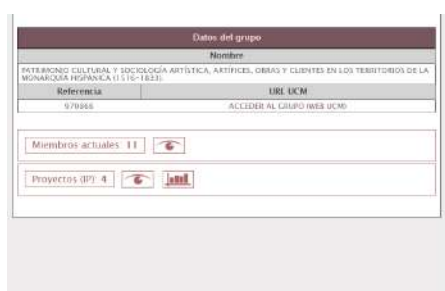 Datos del grupo
Nombre
PATRIMONIO CULTURAL Y SOCIOLOGÍA ARTÍSTICA, ARTÍFICES, OBRAS Y CLIENTES EN LOS TERRITORIOS DE LA
MONARQUÍA HISPÁNICA (1516-1833).
Referencia URL UCM
970866 ACCEDER AL GRUPO (WEB UCM)
Miembros actuales: 11
Proyectos (IP): 4